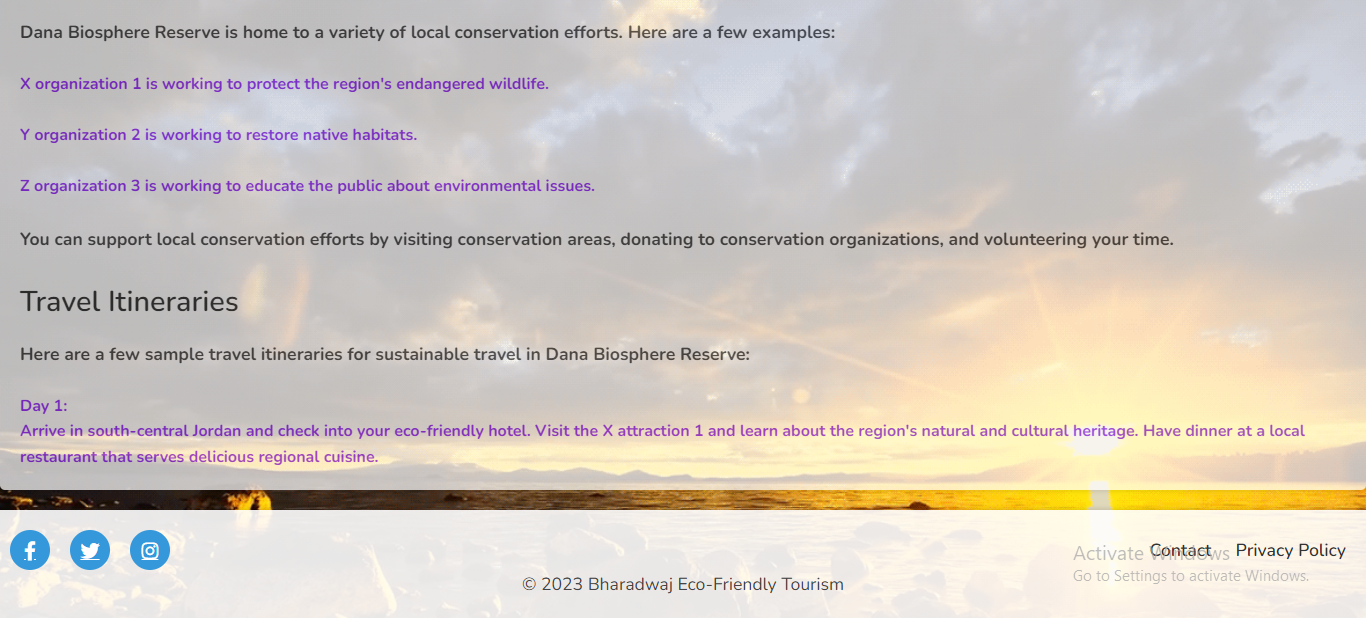 Dana Biosphere Reserve is home to a variety of local conservation efforts. Here are a few examples:
X organization 1 is working to protect the region's endangered wildlife.
Y organization 2 is working to restore native habitats.
Z organization 3 is working to educate the public about environmental issues.
You can support local conservation efforts by visiting conservation areas, donating to conservation organizations, and volunteering your time.
Travel Itineraries
Here are a few sample travel itineraries for sustainable travel in Dana Biosphere Reserve:
Day 1:
Arrive in south-central Jordan and check into your eco-friendly hotel. Visit the X attraction 1 and learn about the region's natural and cultural heritage. Have dinner at a local
restaurant that serves delicious regional cuisine.
Contact Privacy Policy
Activate Windows
Go to Settings to activate Windows.
© 2023 Bharadwaj Eco-Friendly Tourism